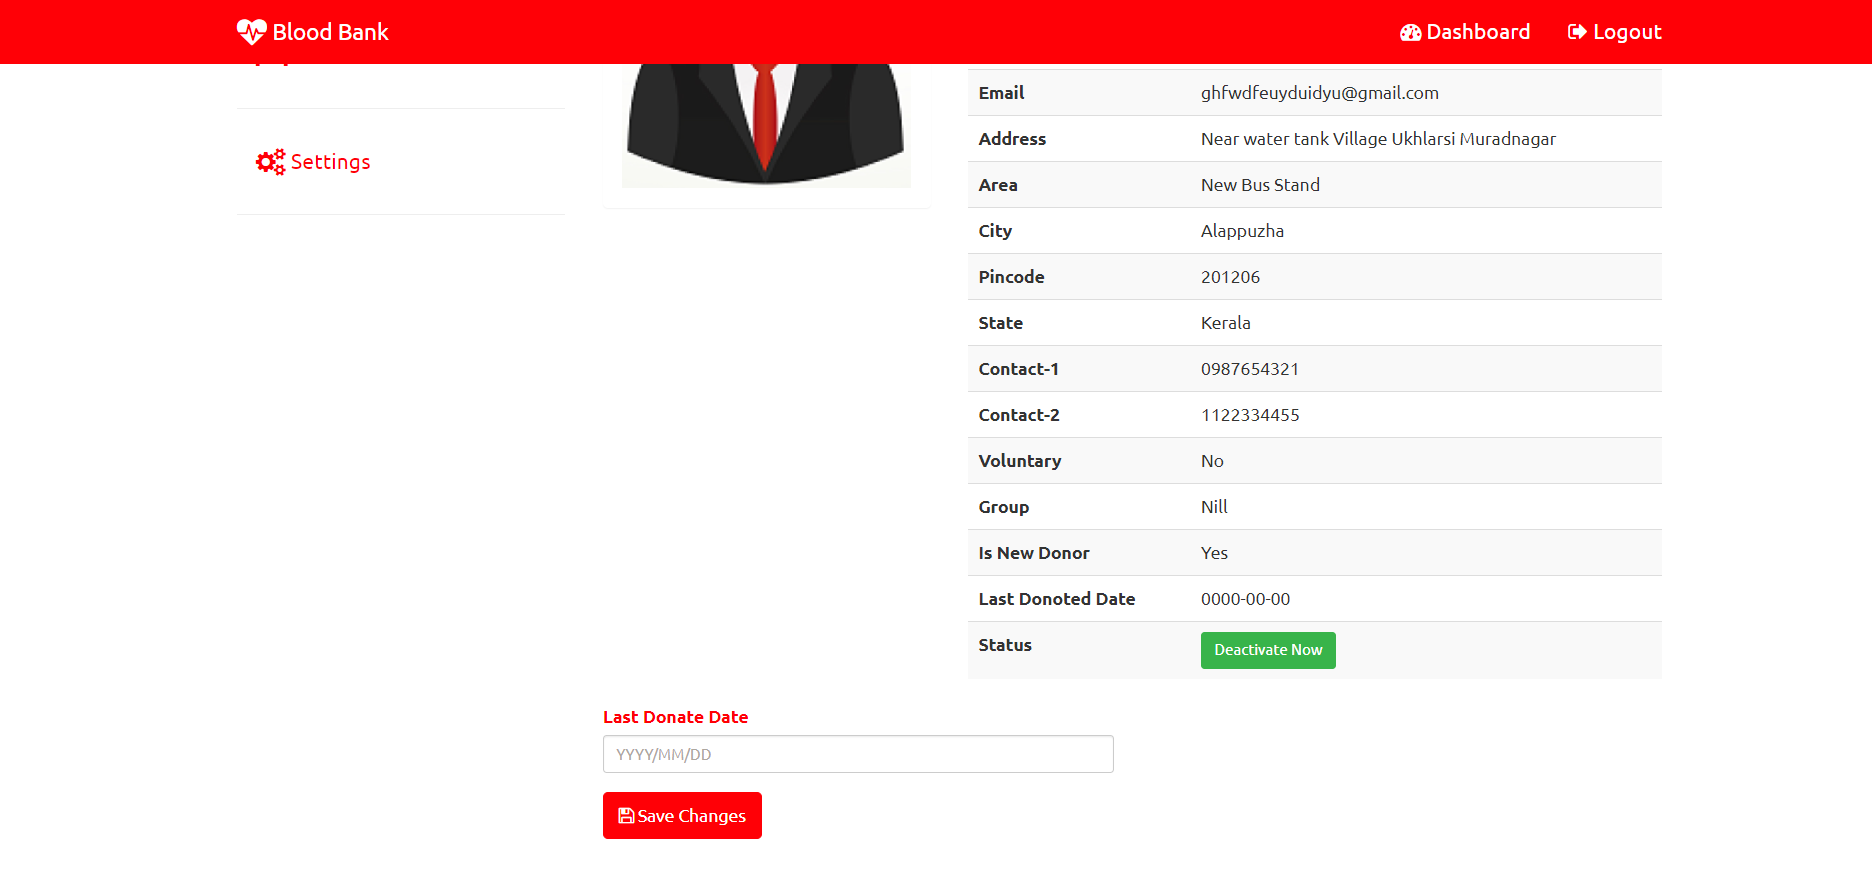 Blood Bank
Dashboard
Logout
Settings
Email ghfwdfeuyduidyu@gmail.com
Address Near water tank Village Ukhlarsi Muradnagar
Area New Bus Stand
City Alappuzha
Pincode 201206
State Kerala
Contact-1 0987654321
Contact-2 1122334455
Voluntary No
Group Nill
Is New Donor Yes
Last Donoted Date 0000-00-00
Status Deactivate Now
Last Donate Date
YYYY/MM/DD
Save Changes